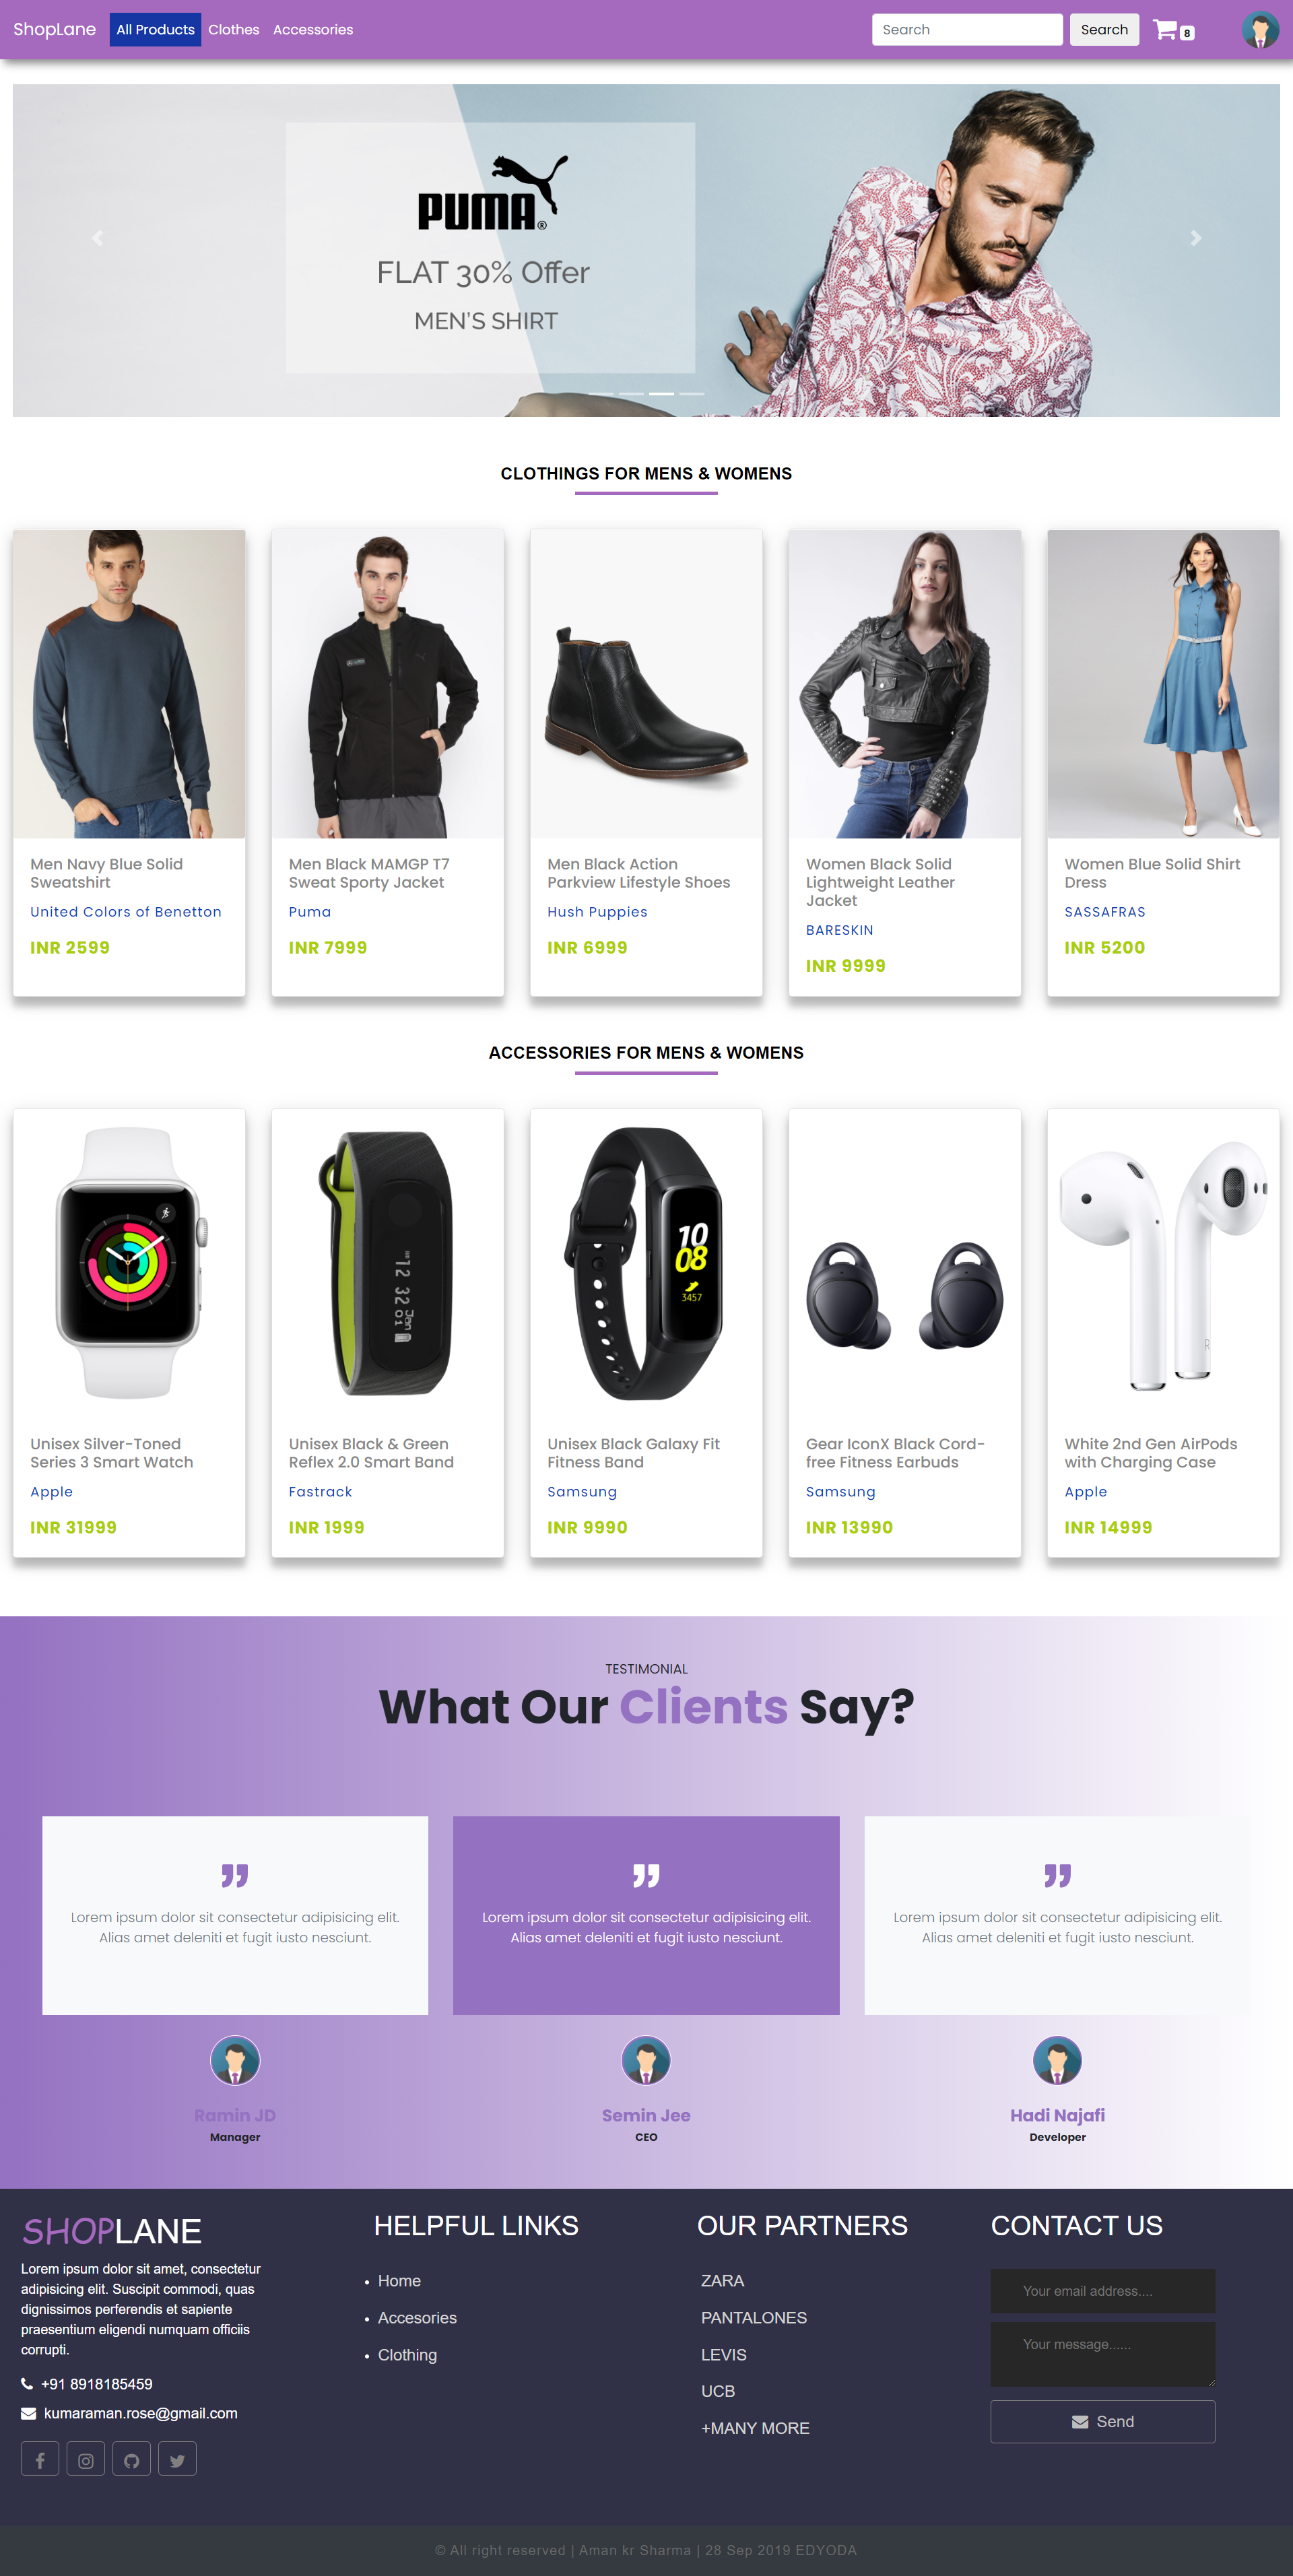 ShopLane All Products Clothes Accessories Search Search 8
PUMA®
FLAT 30% Offer
MEN'S SHIRT
CLOTHINGS FOR MENS & WOMENS
Men Navy Blue Solid
Sweatshirt
United Colors of Benetton
INR 2599
Men Black MAMGP T7
Sweat Sporty Jacket
Puma
INR 7999
Men Black Action
Parkview Lifestyle Shoes
Hush Puppies
INR 6999
Women Black Solid
Lightweight Leather
Jacket
BARESKIN
INR 9999
Women Blue Solid Shirt
Dress
SASSAFRAS
INR 5200
ACCESSORIES FOR MENS & WOMENS
12 32
Jan
01
10
08
3457
Unisex Silver-Toned
Series 3 Smart Watch
Apple
INR 31999
Unisex Black & Green
Reflex 2.0 Smart Band
Fastrack
INR 1999
Unisex Black Galaxy Fit
Fitness Band
Samsung
INR 9990
Gear IconX Black Cord-
free Fitness Earbuds
Samsung
INR 13990
White 2nd Gen AirPods
with Charging Case
Apple
INR 14999
TESTIMONIAL
What Our Clients Say?
Lorem ipsum dolor sit consectetur adipisicing elit.
Alias amet deleniti et fugit iusto nesciunt.
Ramin JD
Manager
Lorem ipsum dolor sit consectetur adipisicing elit.
Alias amet deleniti et fugit iusto nesciunt.
Semin Jee
CEO
Lorem ipsum dolor sit consectetur adipisicing elit.
Alias amet deleniti et fugit iusto nesciunt.
Hadi Najafi
Developer
SHOPLANE
Lorem ipsum dolor sit amet, consectetur
adipisicing elit. Suscipit commodi, quas
dignissimos perferendis et sapiente
praesentium eligendi numquam officiis
corrupti.
+91 8918185459
kumararaman.rose@gmail.com
HELPFUL LINKS
• Home
• Accesories
• Clothing
OUR PARTNERS
ZARA
PANTALONES
LEVIS
UCB
+MANY MORE
CONTACT US
Your email address....
Your message......
Send
© All right reserved | Aman kr Sharma | 28 Sep 2019 EDYODA